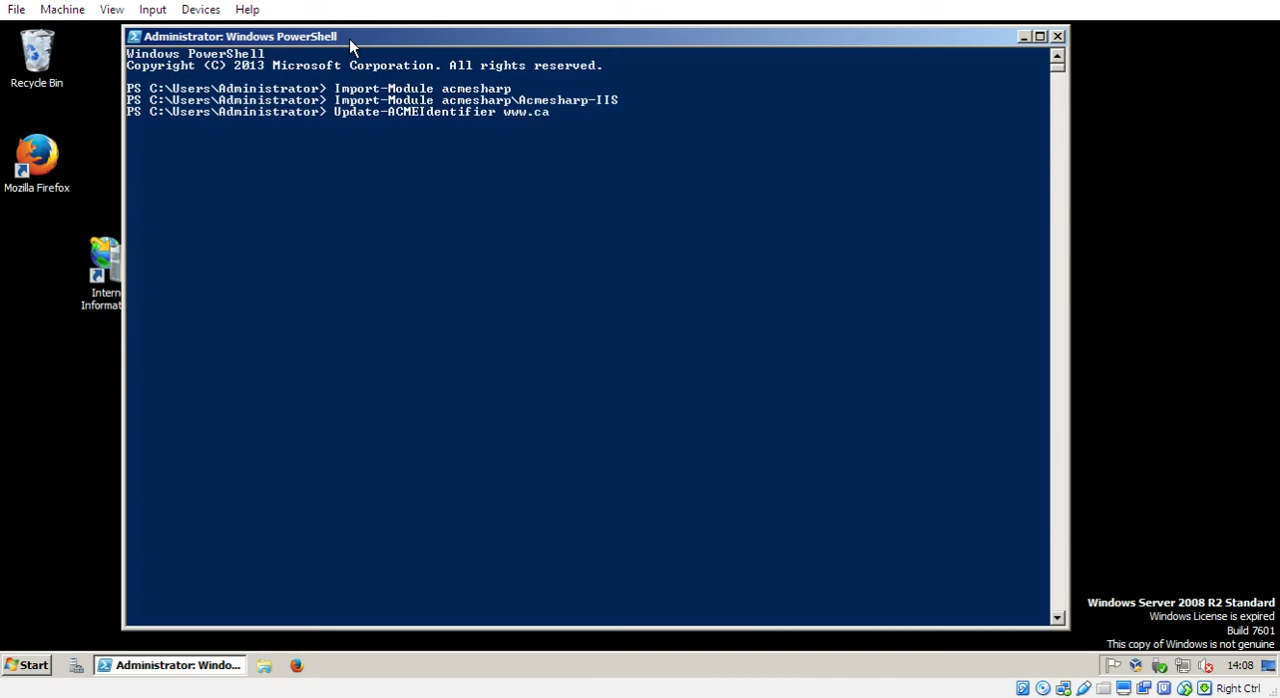 File Machine View Input Devices Help
Administrator: Windows PowerShell
Windows PowerShell
Copyright (C) 2013 Microsoft Corporation. All rights reserved.
PS C:\Users\Administrator> Import-Module acmesharp
PS C:\Users\Administrator> Import-Module acmesharp\Acmesharp-IIS
PS C:\Users\Administrator> Update-ACMEIdentifier www.ca
Recycle Bin
Mozilla Firefox
Intern
Informat
Windows Server 2008 R2 Standard
Windows License is expired
Build 7601
This copy of Windows is not genuine
Start Administrator: Windo... 14:08
Right Ctrl